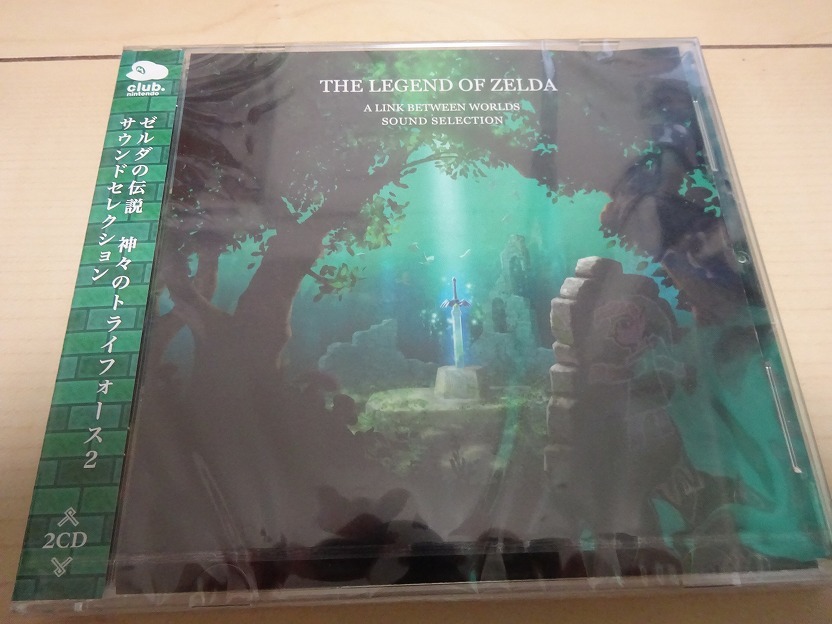 club.
nintendo
ゼルダの伝説 神々のトライフォース2
サウンドセレクション
2CD
THE LEGEND OF ZELDA
A LINK BETWEEN WORLDS
SOUND SELECTION